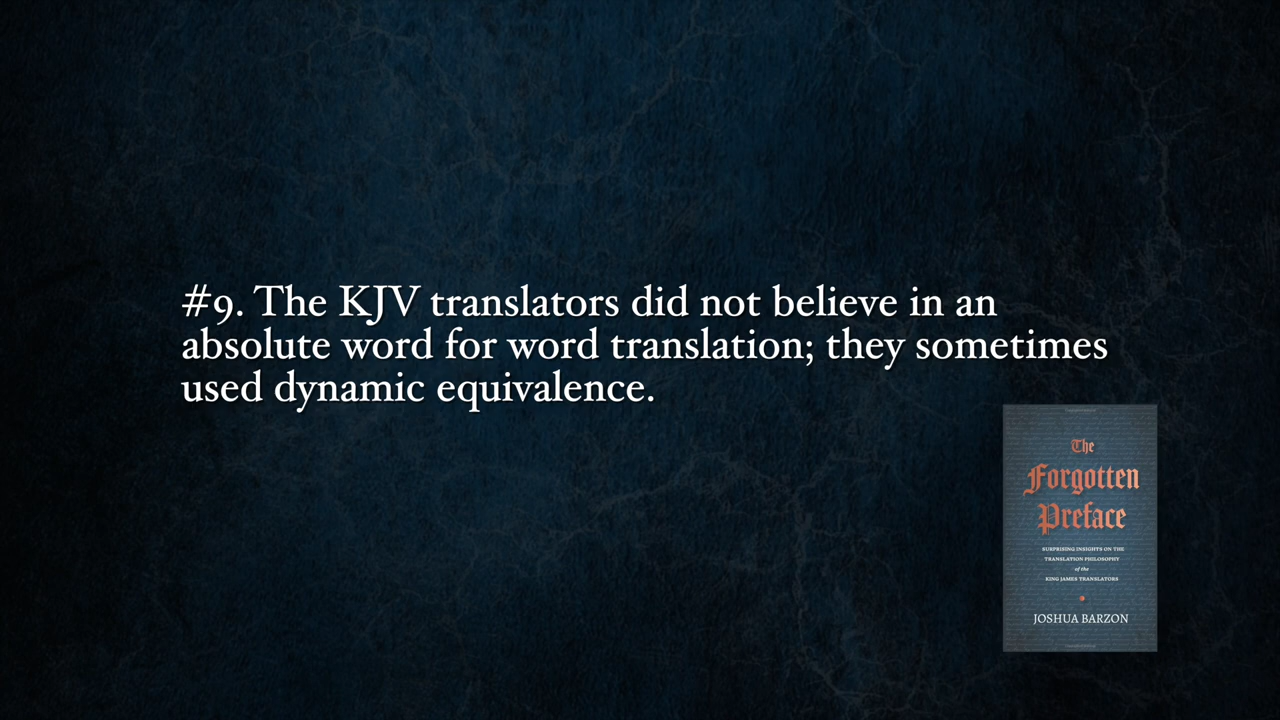 #9. The KJV translators did not believe in an
absolute word for word translation; they sometimes
used dynamic equivalence.
The
Forgotten
Preface
SURPRISING INSIGHTS ON THE
TRANSLATION PHILOSOPHY
of the
KING JAMES TRANSLATORS
JOSHUA BARZON